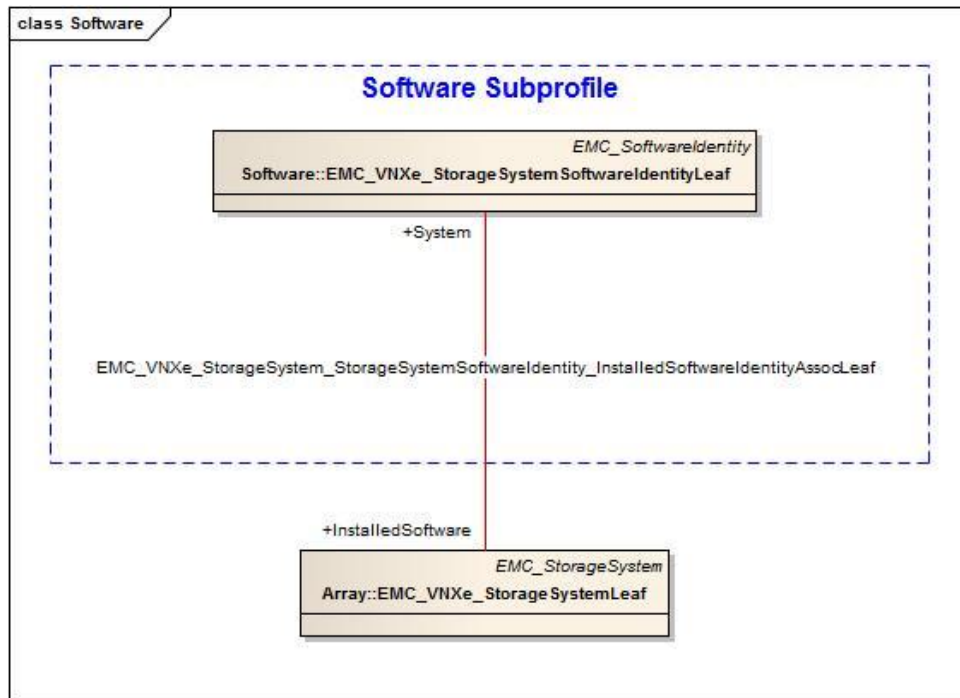 class Software
Software Subprofile
EMC_SoftwareIdentity
Software::EMC_VNXe_StorageSystemSoftwareIdentityLeaf
+System
EMC_VNXe_StorageSystem_StorageSystemSoftwareIdentity_InstalledSoftwareIdentityAssocLeaf
+InstalledSoftware
EMC_StorageSystem
Array::EMC_VNXe_StorageSystemLeaf